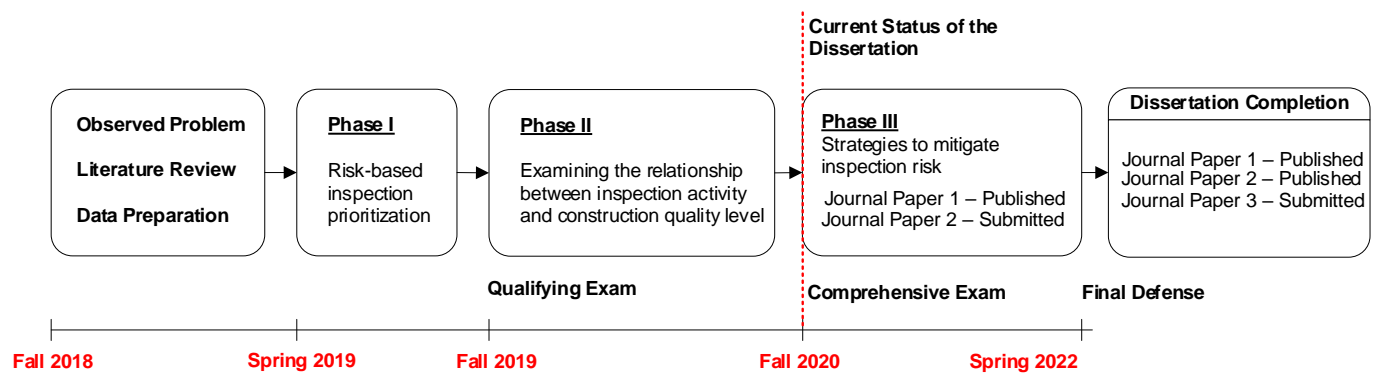 Current Status of the
Dissertation
Observed Problem
Literature Review
Data Preparation
Phase I
Risk-based
inspection
prioritization
Phase II
Examining the relationship
between inspection activity
and construction quality level
Phase III
Strategies to mitigate
inspection risk
Journal Paper 1 – Published
Journal Paper 2 – Submitted
Dissertation Completion
Journal Paper 1 – Published
Journal Paper 2 – Published
Journal Paper 3 – Submitted
Qualifying Exam
Comprehensive Exam
Final Defense
Fall 2018
Spring 2019
Fall 2019
Fall 2020
Spring 2022